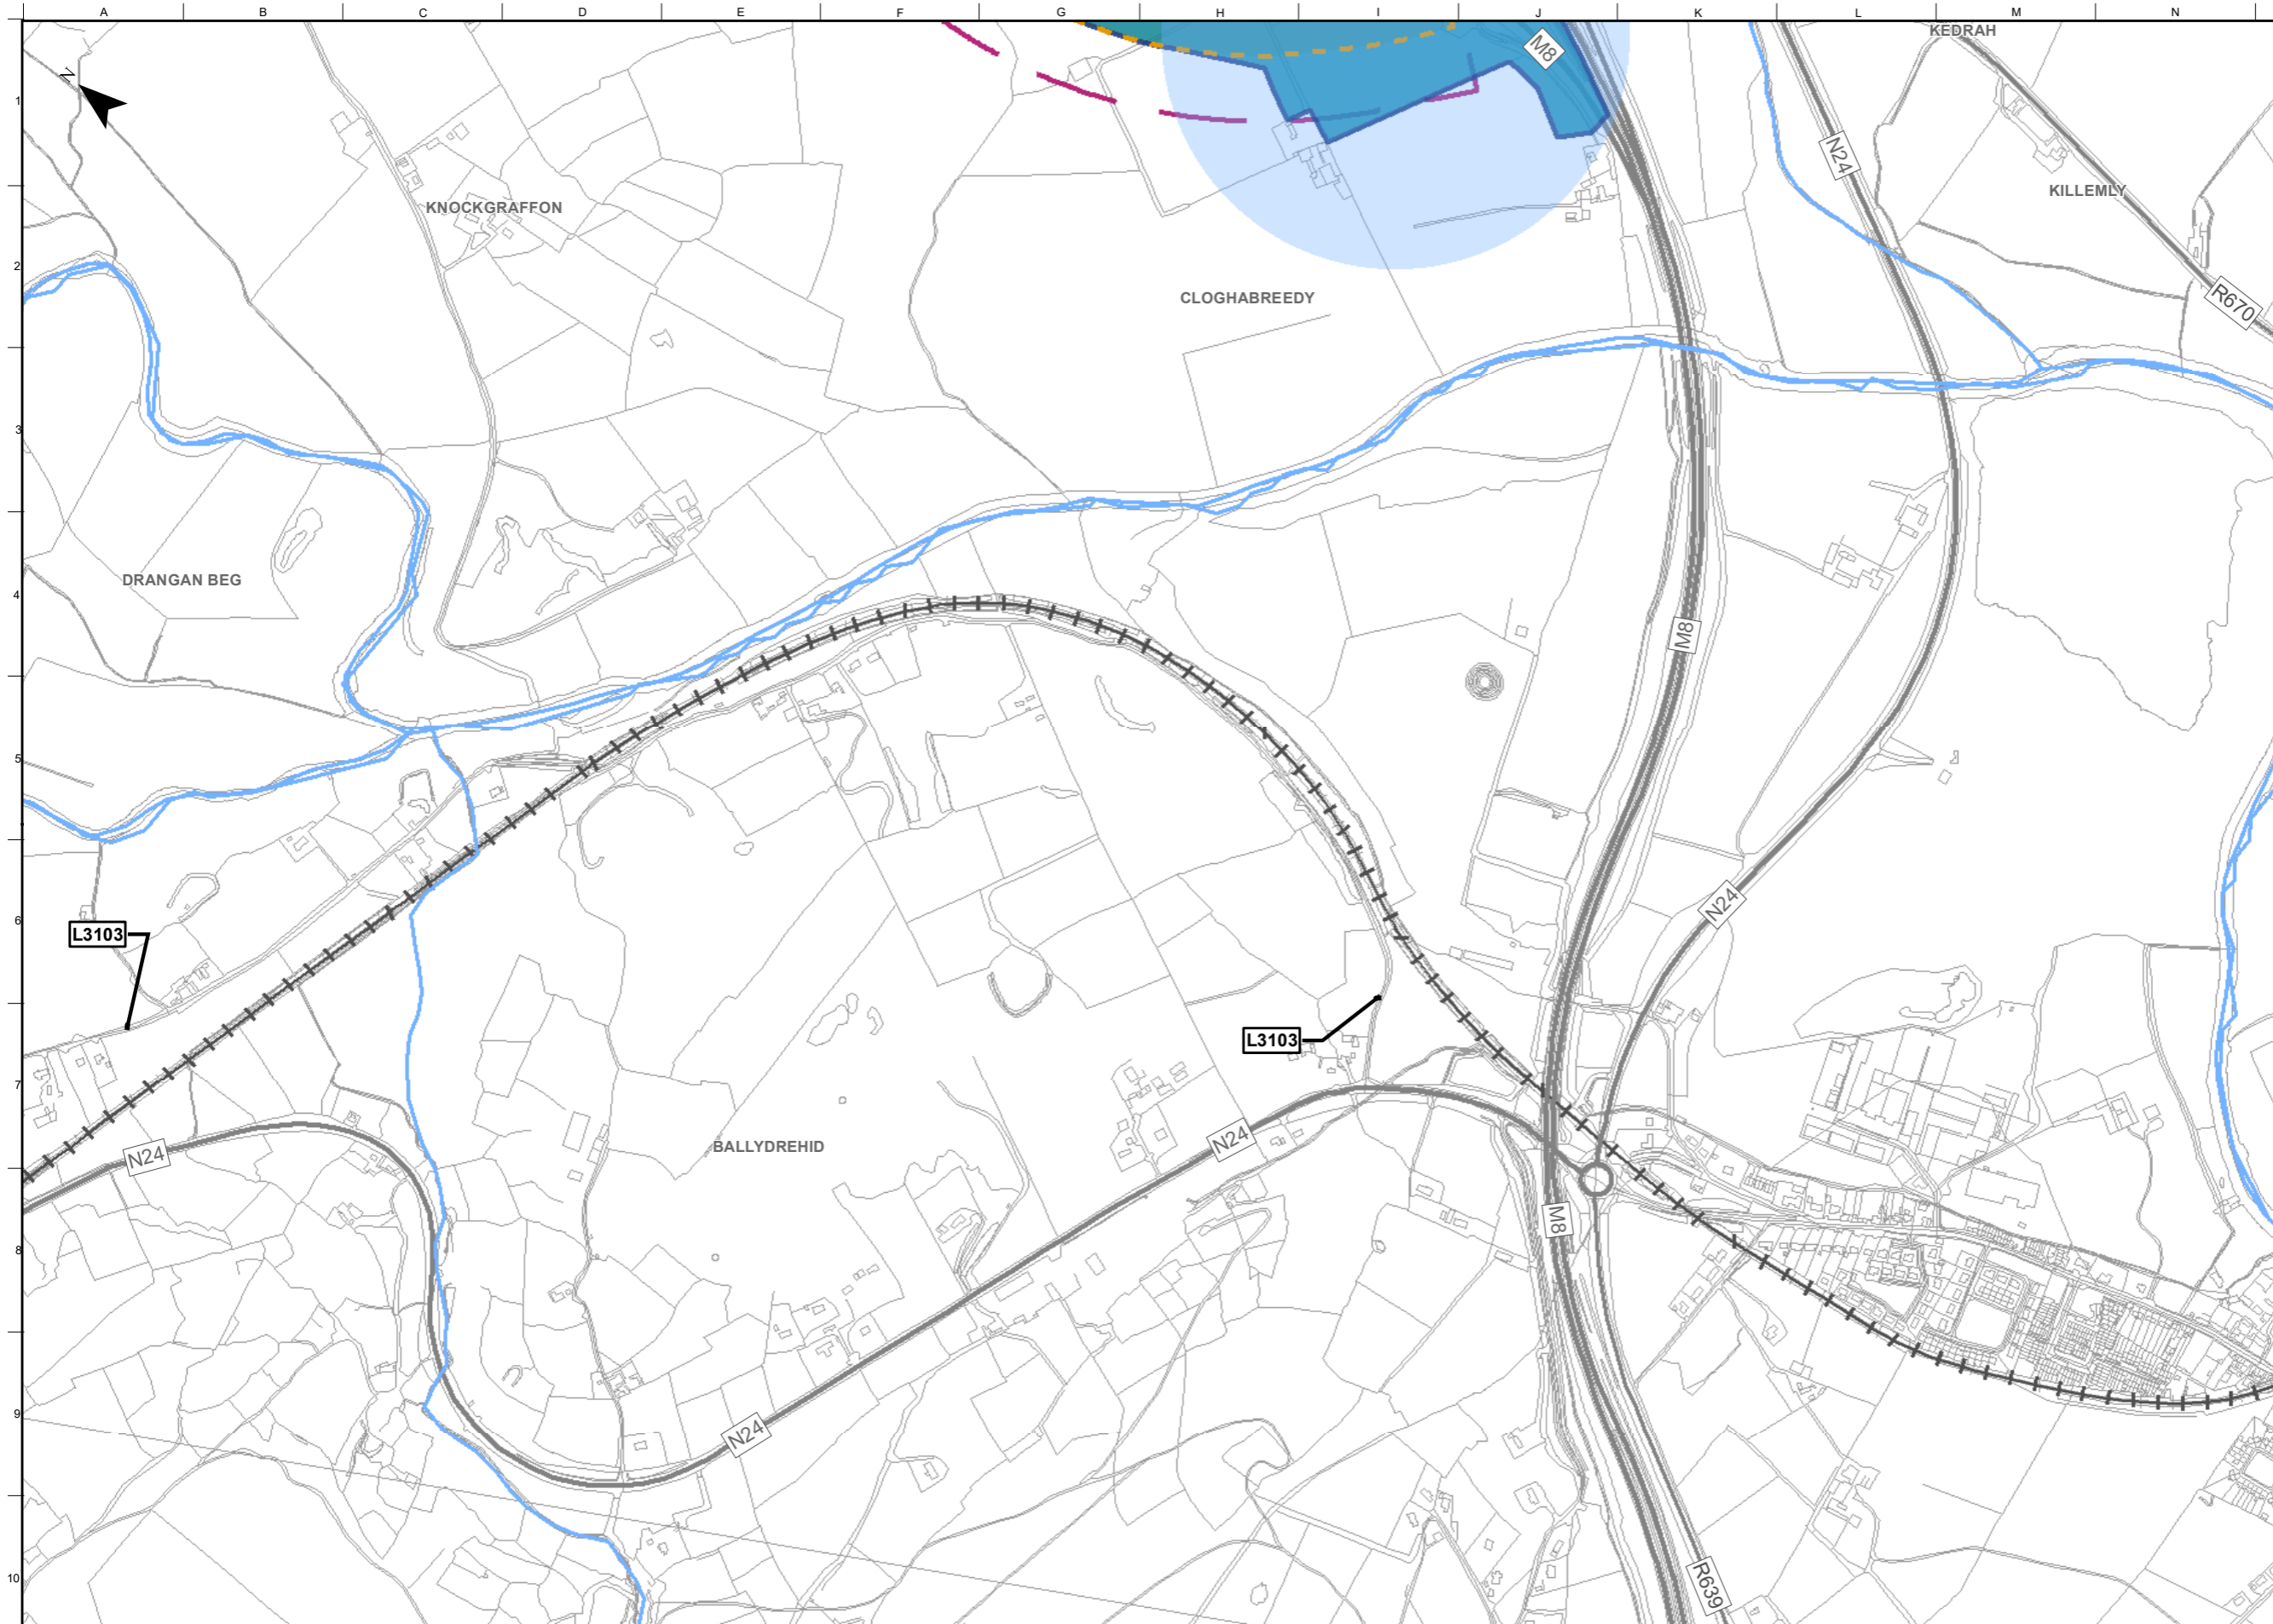 A B C D E F G H I J K L M N
KEDRAH
M8
N
1
N24
KILLEMLY
KNOCKGRAFFON
2
R670
CLOGHABREEDY
3
DRANGAN BEG
4
M8
5
N24
6
L3103
L3103
7
N24
BALLYDREHID
N24
M8
8
9
N24
10
R639